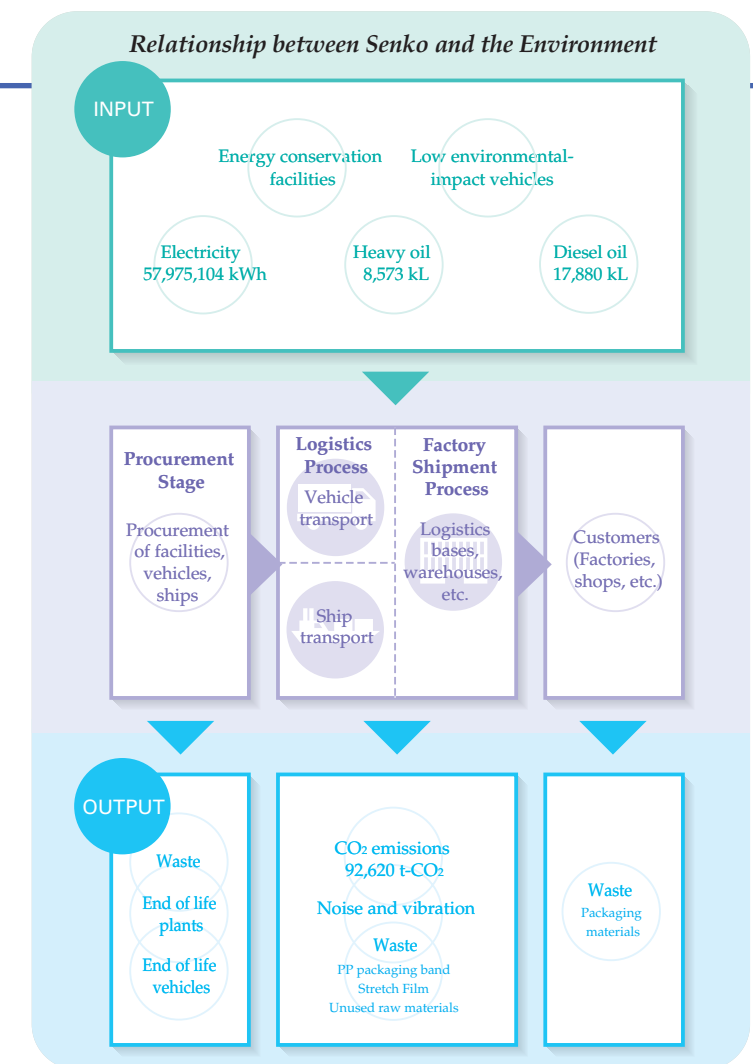 Relationship between Senko and the Environment
INPUT
Energy conservation
facilities
Low environmental-
impact vehicles
Electricity
57,975,104 kWh
Heavy oil
8,573 kL
Diesel oil
17,880 kL
Procurement
Stage
Procurement
of facilities,
vehicles,
ships
Logistics
Process
Vehicle
transport
Ship
transport
Factory
Shipment
Process
Logistics
bases,
warehouses,
etc.
Customers
(Factories,
shops, etc.)
OUTPUT
Waste
End of life
plants
End of life
vehicles
CO₂ emissions
92,620 t-CO₂
Noise and vibration
Waste
PP packaging band
Stretch Film
Unused raw materials
Waste
Packaging
materials